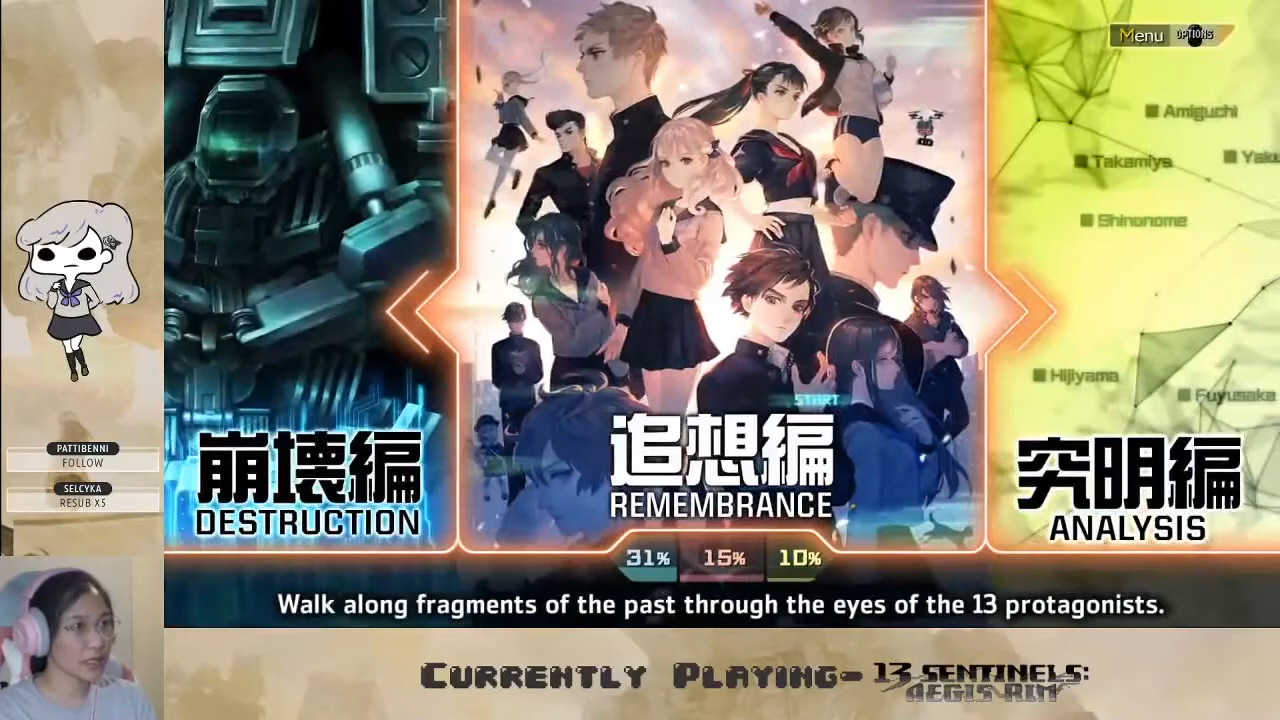 Menu OPTIONS
Amiguchi
Takamiya
Yaku
Shinonome
Hijiyama
Fuyusaka
START
崩壊編
DESTRUCTION
追想編
REMEMBRANCE
究明編
ANALYSIS
PATTIBENNI
FOLLOW
SELCYKA
RESUB X5
31% 15% 10%
Walk along fragments of the past through the eyes of the 13 protagonists.
Currently Playing- 13 SENTINELS:
AEGIS RIM